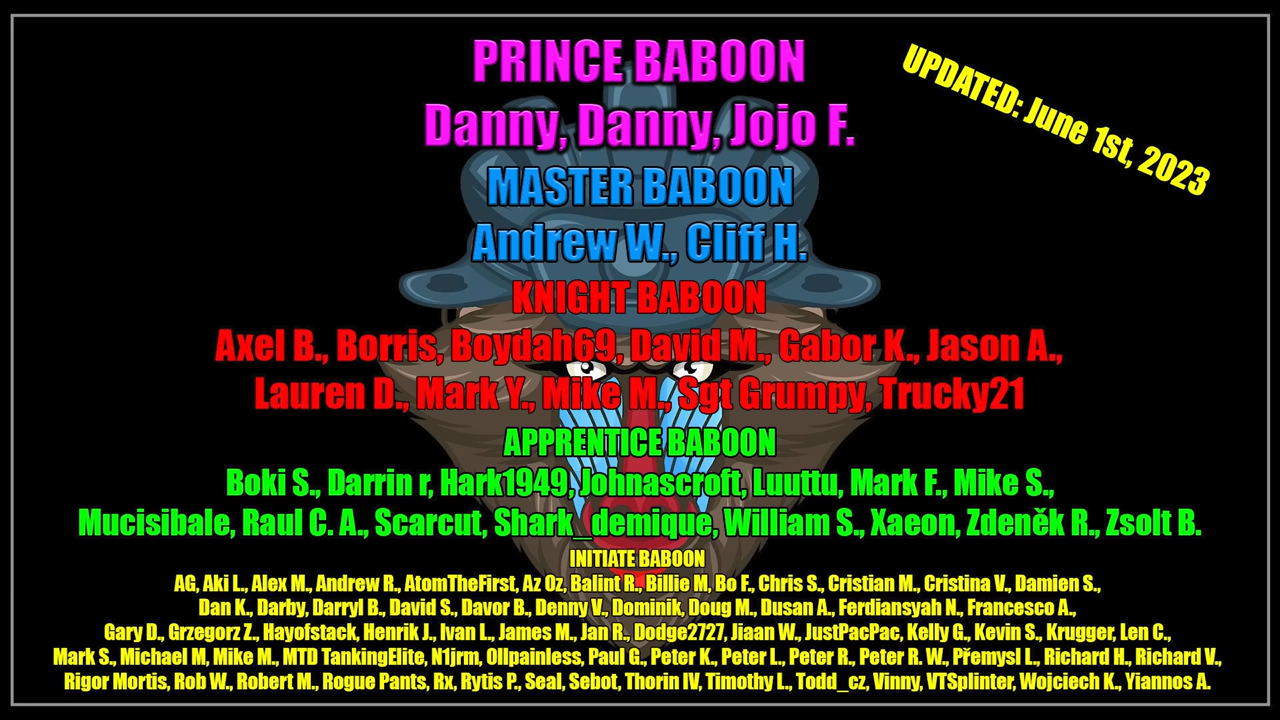 PRINCE BABOON
Danny, Danny, Jojo F.
UPDATED: June 1st, 2023
MASTER BABOON
Andrew W., Cliff H.
KNIGHT BABOON
Axel B., Borris, Boydah69, David M., Gabor K., Jason A.,
Lauren D., Mark Y., Mike M., Sgt Grumpy, Trucky21
APPRENTICE BABOON
Boki S., Darrin r, Hark1949, Johnascroft, Luuttu, Mark F., Mike S.,
Mucisibale, Raul C. A., Scarcut, Shark_demique, William S., Xaeon, Zdeněk R., Zsolt B.
INITIATE BABOON
AG, Aki L., Alex M., Andrew R., AtomTheFirst, Az Oz, Balint R., Billie M, Bo F., Chris S., Cristian M., Cristina V., Damien S.,
Dan K., Darby, Darryl B., David S., Davor B., Denny V., Dominik, Doug M., Dusan A., Ferdiansyah N., Francesco A.,
Gary D., Grzegorz Z., Hayofstack, Henrik J., Ivan L., James M., Jan R., Dodge2727, Jiaan W., JustPacPac, Kelly G., Kevin S., Krugger, Len C.,
Mark S., Michael M, Mike M., MTD TankingElite, N1jrm, Ollpainless, Paul G., Peter K., Peter L., Peter R., Peter R. W., Přemysl L., Richard H., Richard V.,
Rigor Mortis, Rob W., Robert M., Rogue Pants, Rx, Rytis P., Seal, Sebot, Thorin IV, Timothy L., Todd_cz, Vinny, VTSplinter, Wojciech K., Yiannos A.